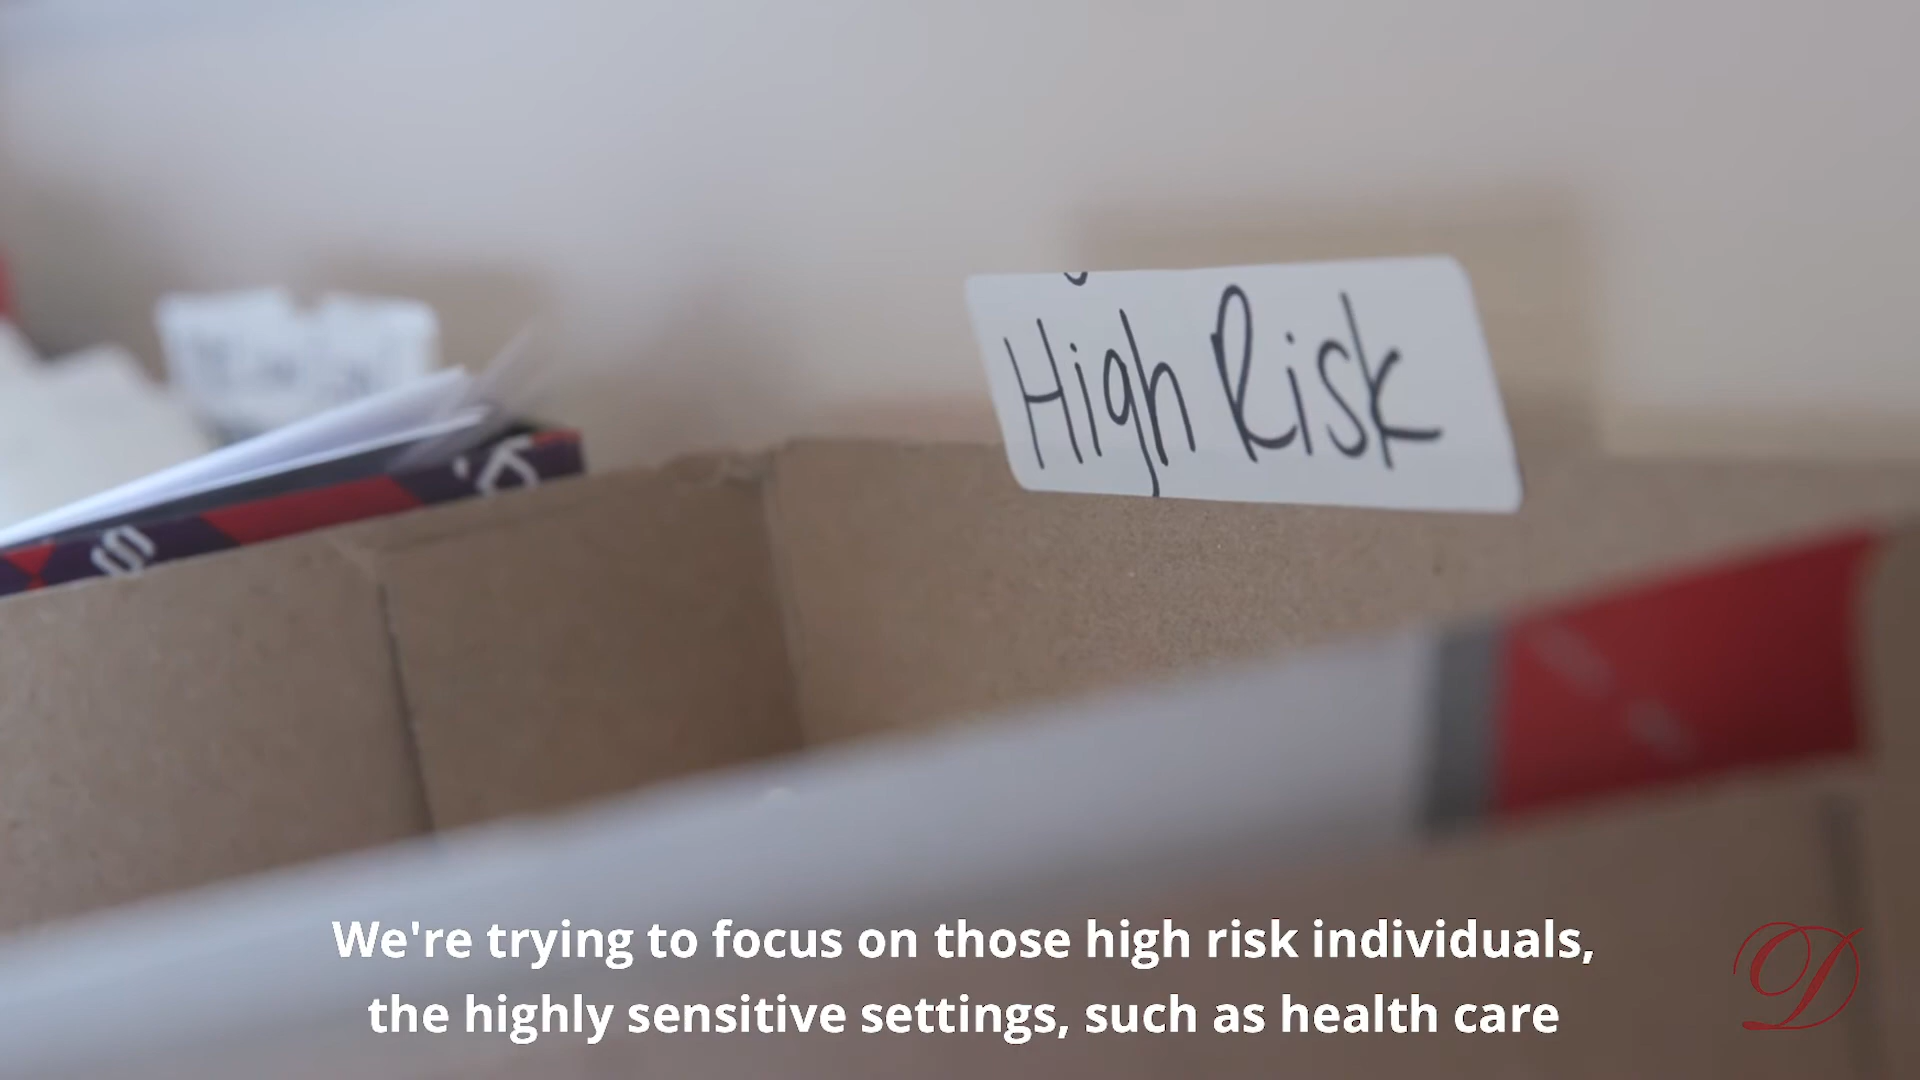 High Risk
We're trying to focus on those high risk individuals,
the highly sensitive settings, such as health care
D